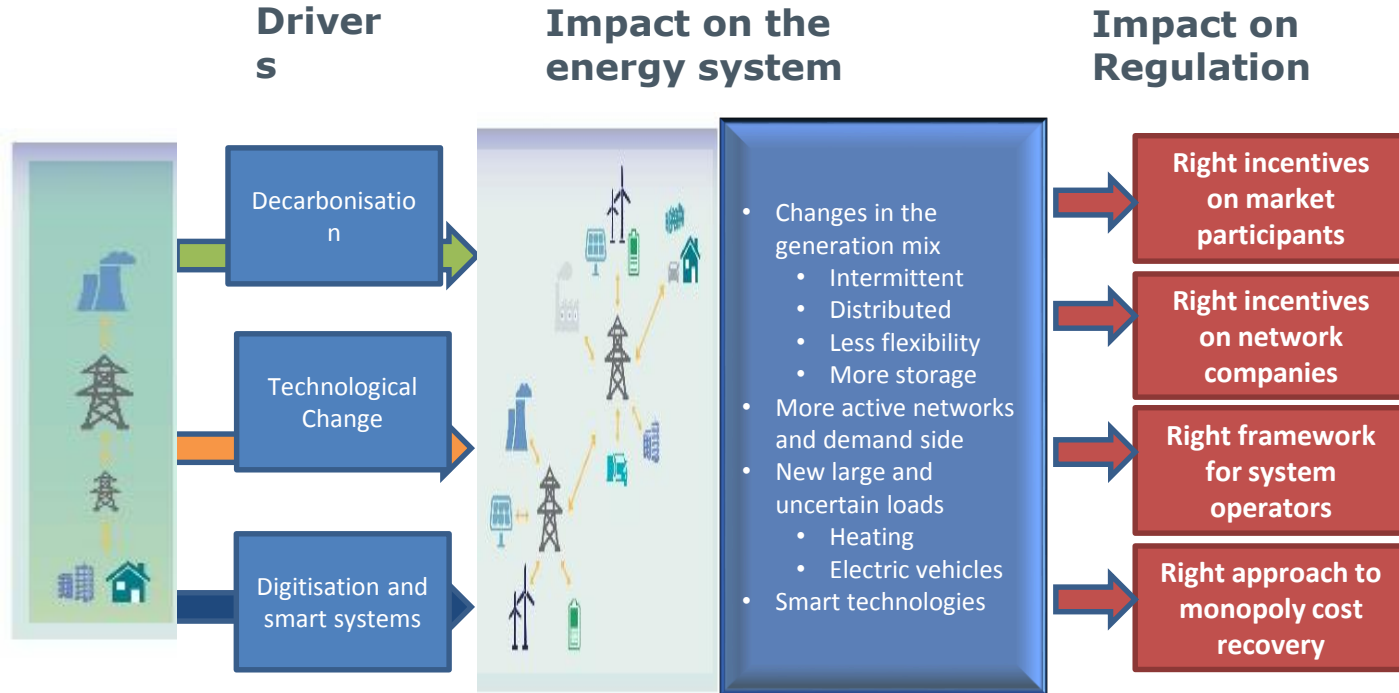 Driver
s
Impact on the
energy system
Impact on
Regulation
Decarbonisatio
n
Technological
Change
Digitisation and
smart systems
• Changes in the
generation mix
• Intermittent
• Distributed
• Less flexibility
• More storage
• More active networks
and demand side
• New large and
uncertain loads
• Heating
• Electric vehicles
• Smart technologies
Right incentives
on market
participants
Right incentives
on network
companies
Right framework
for system
operators
Right approach to
monopoly cost
recovery